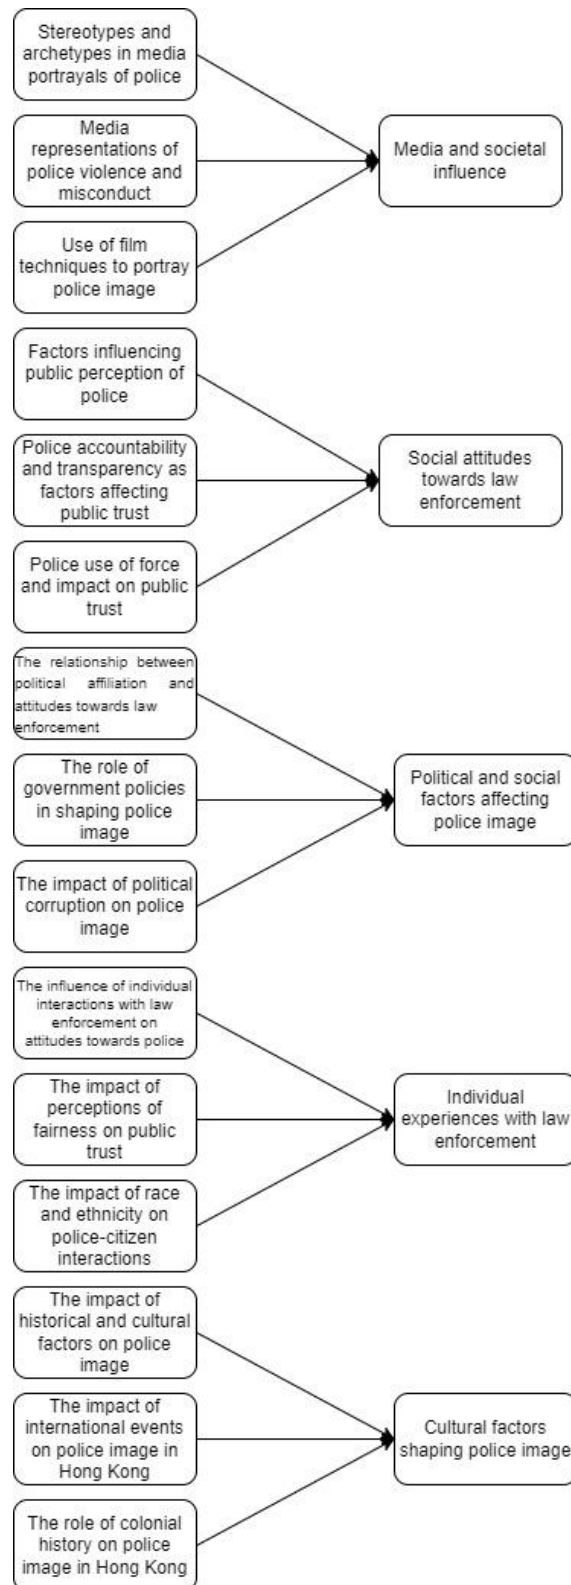 Stereotypes and
archetypes in media
portrayals of police
Media
representations of
police violence and
misconduct
Use of film
techniques to portray
police image
Media and societal
influence
Factors influencing
public perception of
police
Police accountability
and transparency as
factors affecting
public trust
Police use of force
and impact on public
trust
Social attitudes
towards law
enforcement
The relationship between
political affiliation and
attitudes towards law
enforcement
The role of
government policies
in shaping police
image
The impact of political
corruption on police
image
Political and social
factors affecting
police image
The influence of individual
interactions with law
enforcement on
attitudes towards police
The impact of
perceptions of
fairness on public
trust
The impact of race
and ethnicity on
police-citizen
interactions
Individual
experiences with law
enforcement
The impact of
historical and cultural
factors on police
image
The impact of
international events
on police image in
Hong Kong
The role of colonial
history on police
image in Hong Kong
Cultural factors
shaping police image